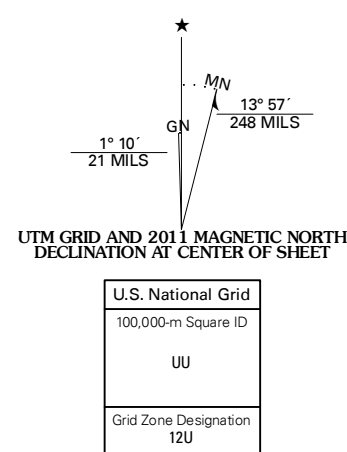 ★
MN
GN
13° 57´
248 MILS
1° 10´
21 MILS
UTM GRID AND 2011 MAGNETIC NORTH
DECLINATION AT CENTER OF SHEET
U.S. National Grid
100,000-m Square ID
UU
Grid Zone Designation
12U